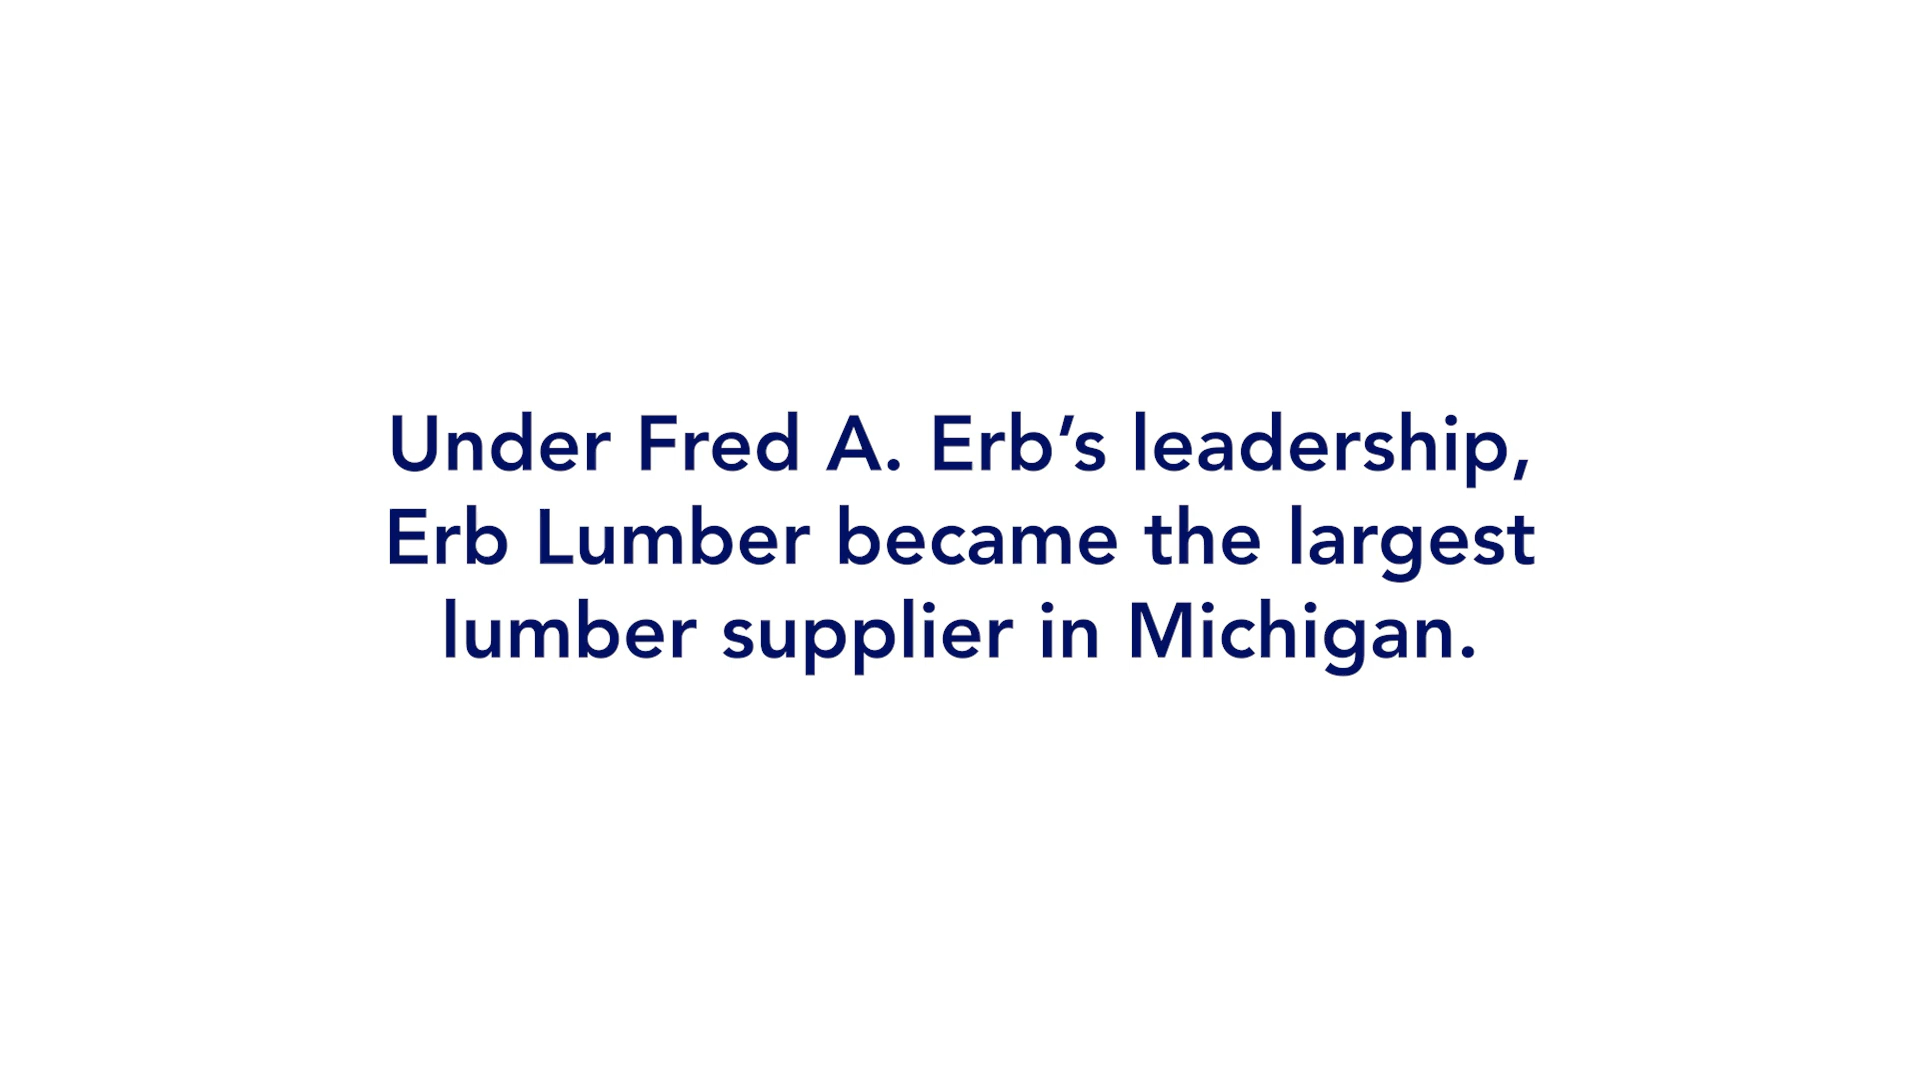 Under Fred A. Erb’s leadership,
Erb Lumber became the largest
lumber supplier in Michigan.